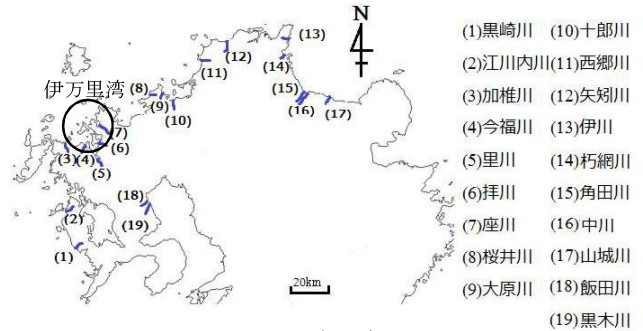 伊万里湾
(1)
(2)
(3)
(4)
(5)
(6)
(7)
(8)
(9)
(10)
(11)
(12)
(13)
(14)
(15)
(16)
(17)
(18)
(19)
20km
(1)黒崎川
(2)江川内川
(3)加椎川
(4)今福川
(5)里川
(6)拝川
(7)座川
(8)桜井川
(9)大原川
(10)十郎川
(11)西郷川
(12)矢矧川
(13)伊川
(14)朽網川
(15)角田川
(16)中川
(17)山城川
(18)飯田川
(19)黒木川